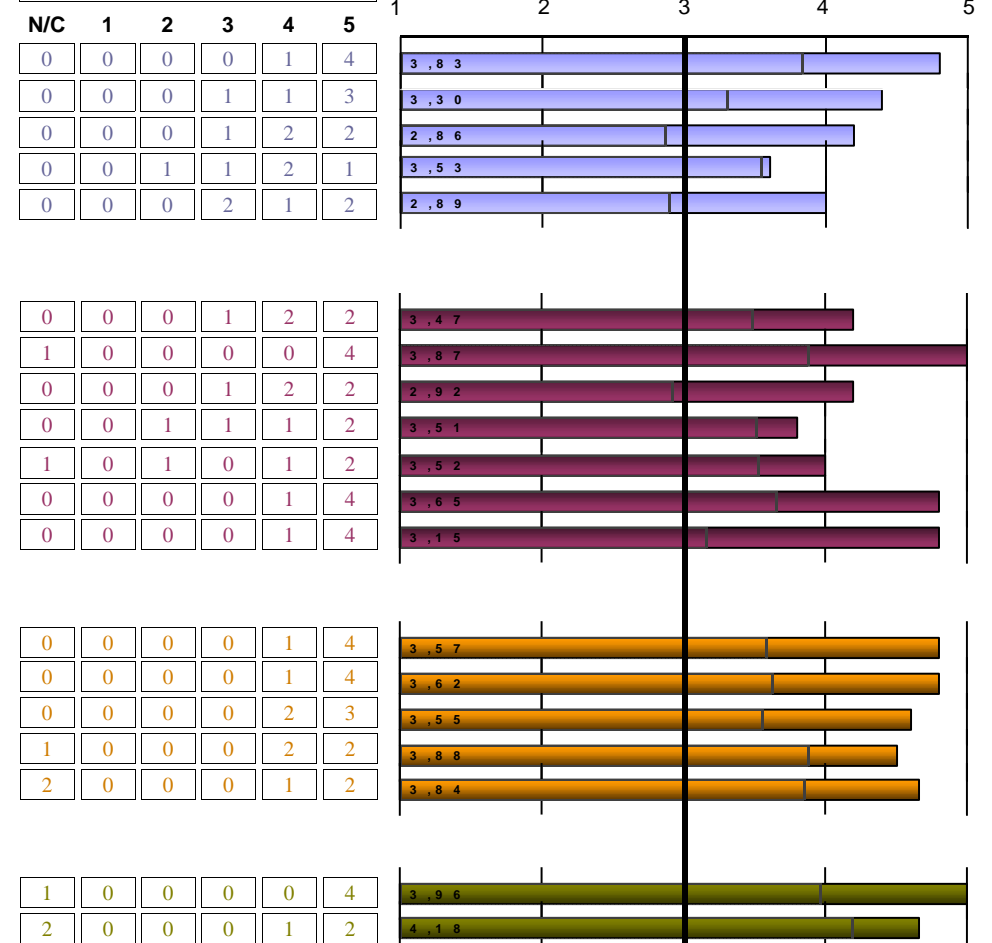 1 2 3 4 5
N/C 1 2 3 4 5
0 0 0 0 1 4 3,83
0 0 0 1 1 3 3,30
0 0 0 1 2 2 2,86
0 0 1 1 2 1 3,53
0 0 0 2 1 2 2,89
0 0 0 1 2 2 3,47
1 0 0 0 0 4 3,87
0 0 0 1 2 2 2,92
0 0 1 1 1 2 3,51
1 0 1 0 1 2 3,52
0 0 0 0 1 4 3,65
0 0 0 0 1 4 3,15
0 0 0 0 1 4 3,57
0 0 0 0 1 4 3,62
0 0 0 0 2 3 3,55
1 0 0 0 2 2 3,88
2 0 0 0 1 2 3,84
1 0 0 0 0 4 3,96
2 0 0 0 1 2 4,18